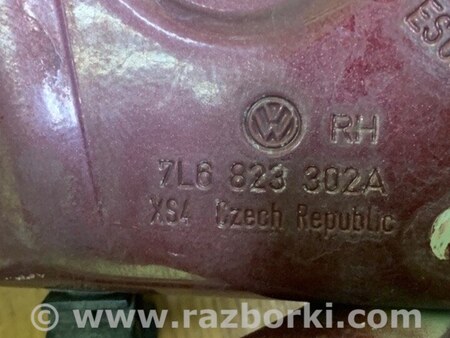 RH
7L6 823 302A
XS4 Czech Republic
www.razborki.com